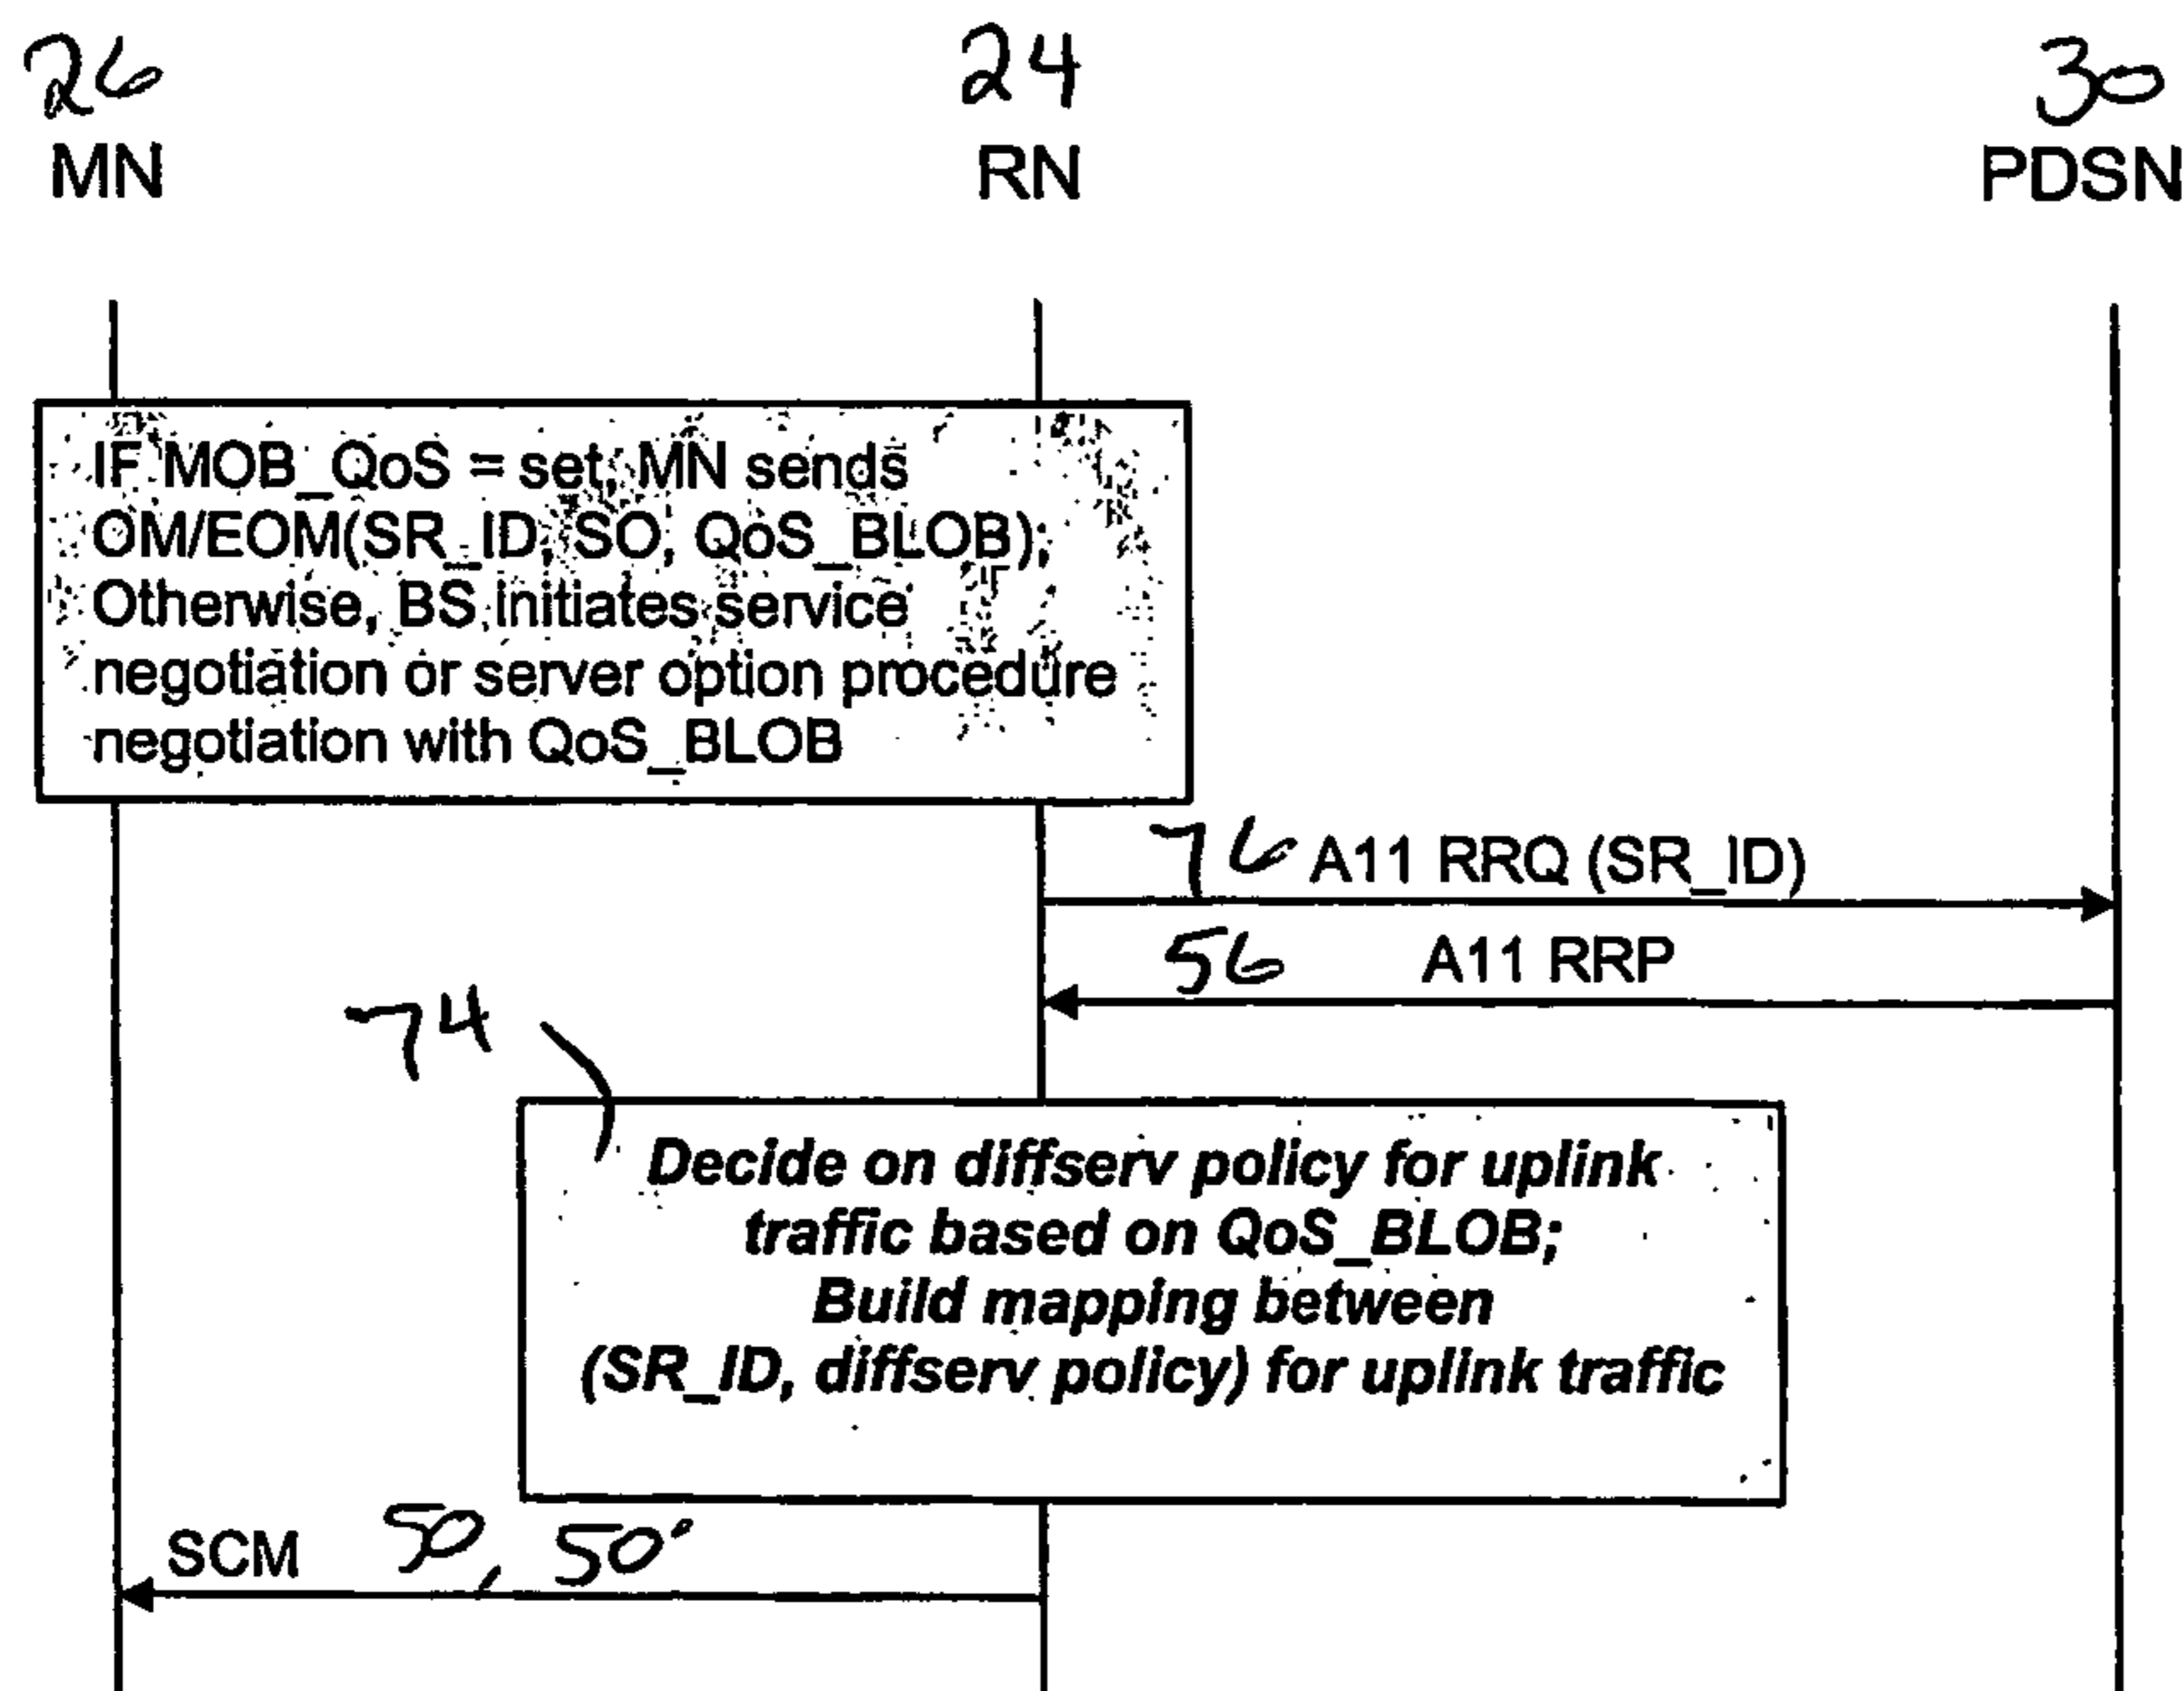 26 24 30
MN RN PDSN
IF MOB_QoS = set, MN sends
OM/EOM(SR_ID, SO, QoS_BLOB);
Otherwise, BS initiates service
negotiation or server option procedure
negotiation with QoS_BLOB
76 A11 RRQ (SR_ID)
56 A11 RRP
74
Decide on diffserv policy for uplink
traffic based on QoS_BLOB;
Build mapping between
(SR_ID, diffserv policy) for uplink traffic
SCM 50, 50'